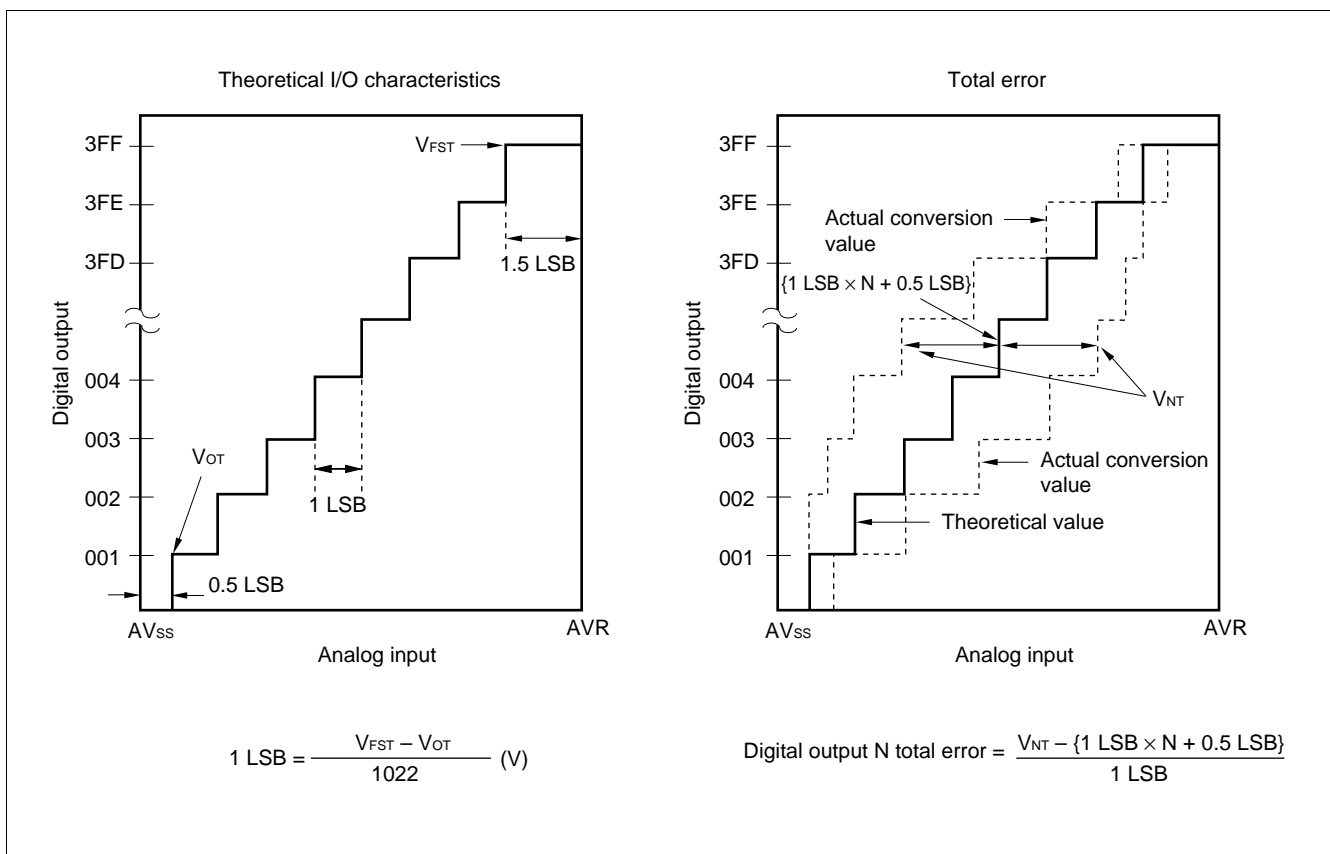 Theoretical I/O characteristics
3FF
3FE
3FD
004
003
002
001
Digital output
VFST
1.5 LSB
1 LSB
VOT
0.5 LSB
AVSS
AVR
Analog input
1 LSB = VFST – VOT / 1022 (V)
Total error
3FF
3FE
3FD
004
003
002
001
Digital output
Actual conversion
value
{1 LSB × N + 0.5 LSB}
VNT
Actual conversion
value
Theoretical value
AVSS
AVR
Analog input
Digital output N total error = VNT – {1 LSB × N + 0.5 LSB} / 1 LSB